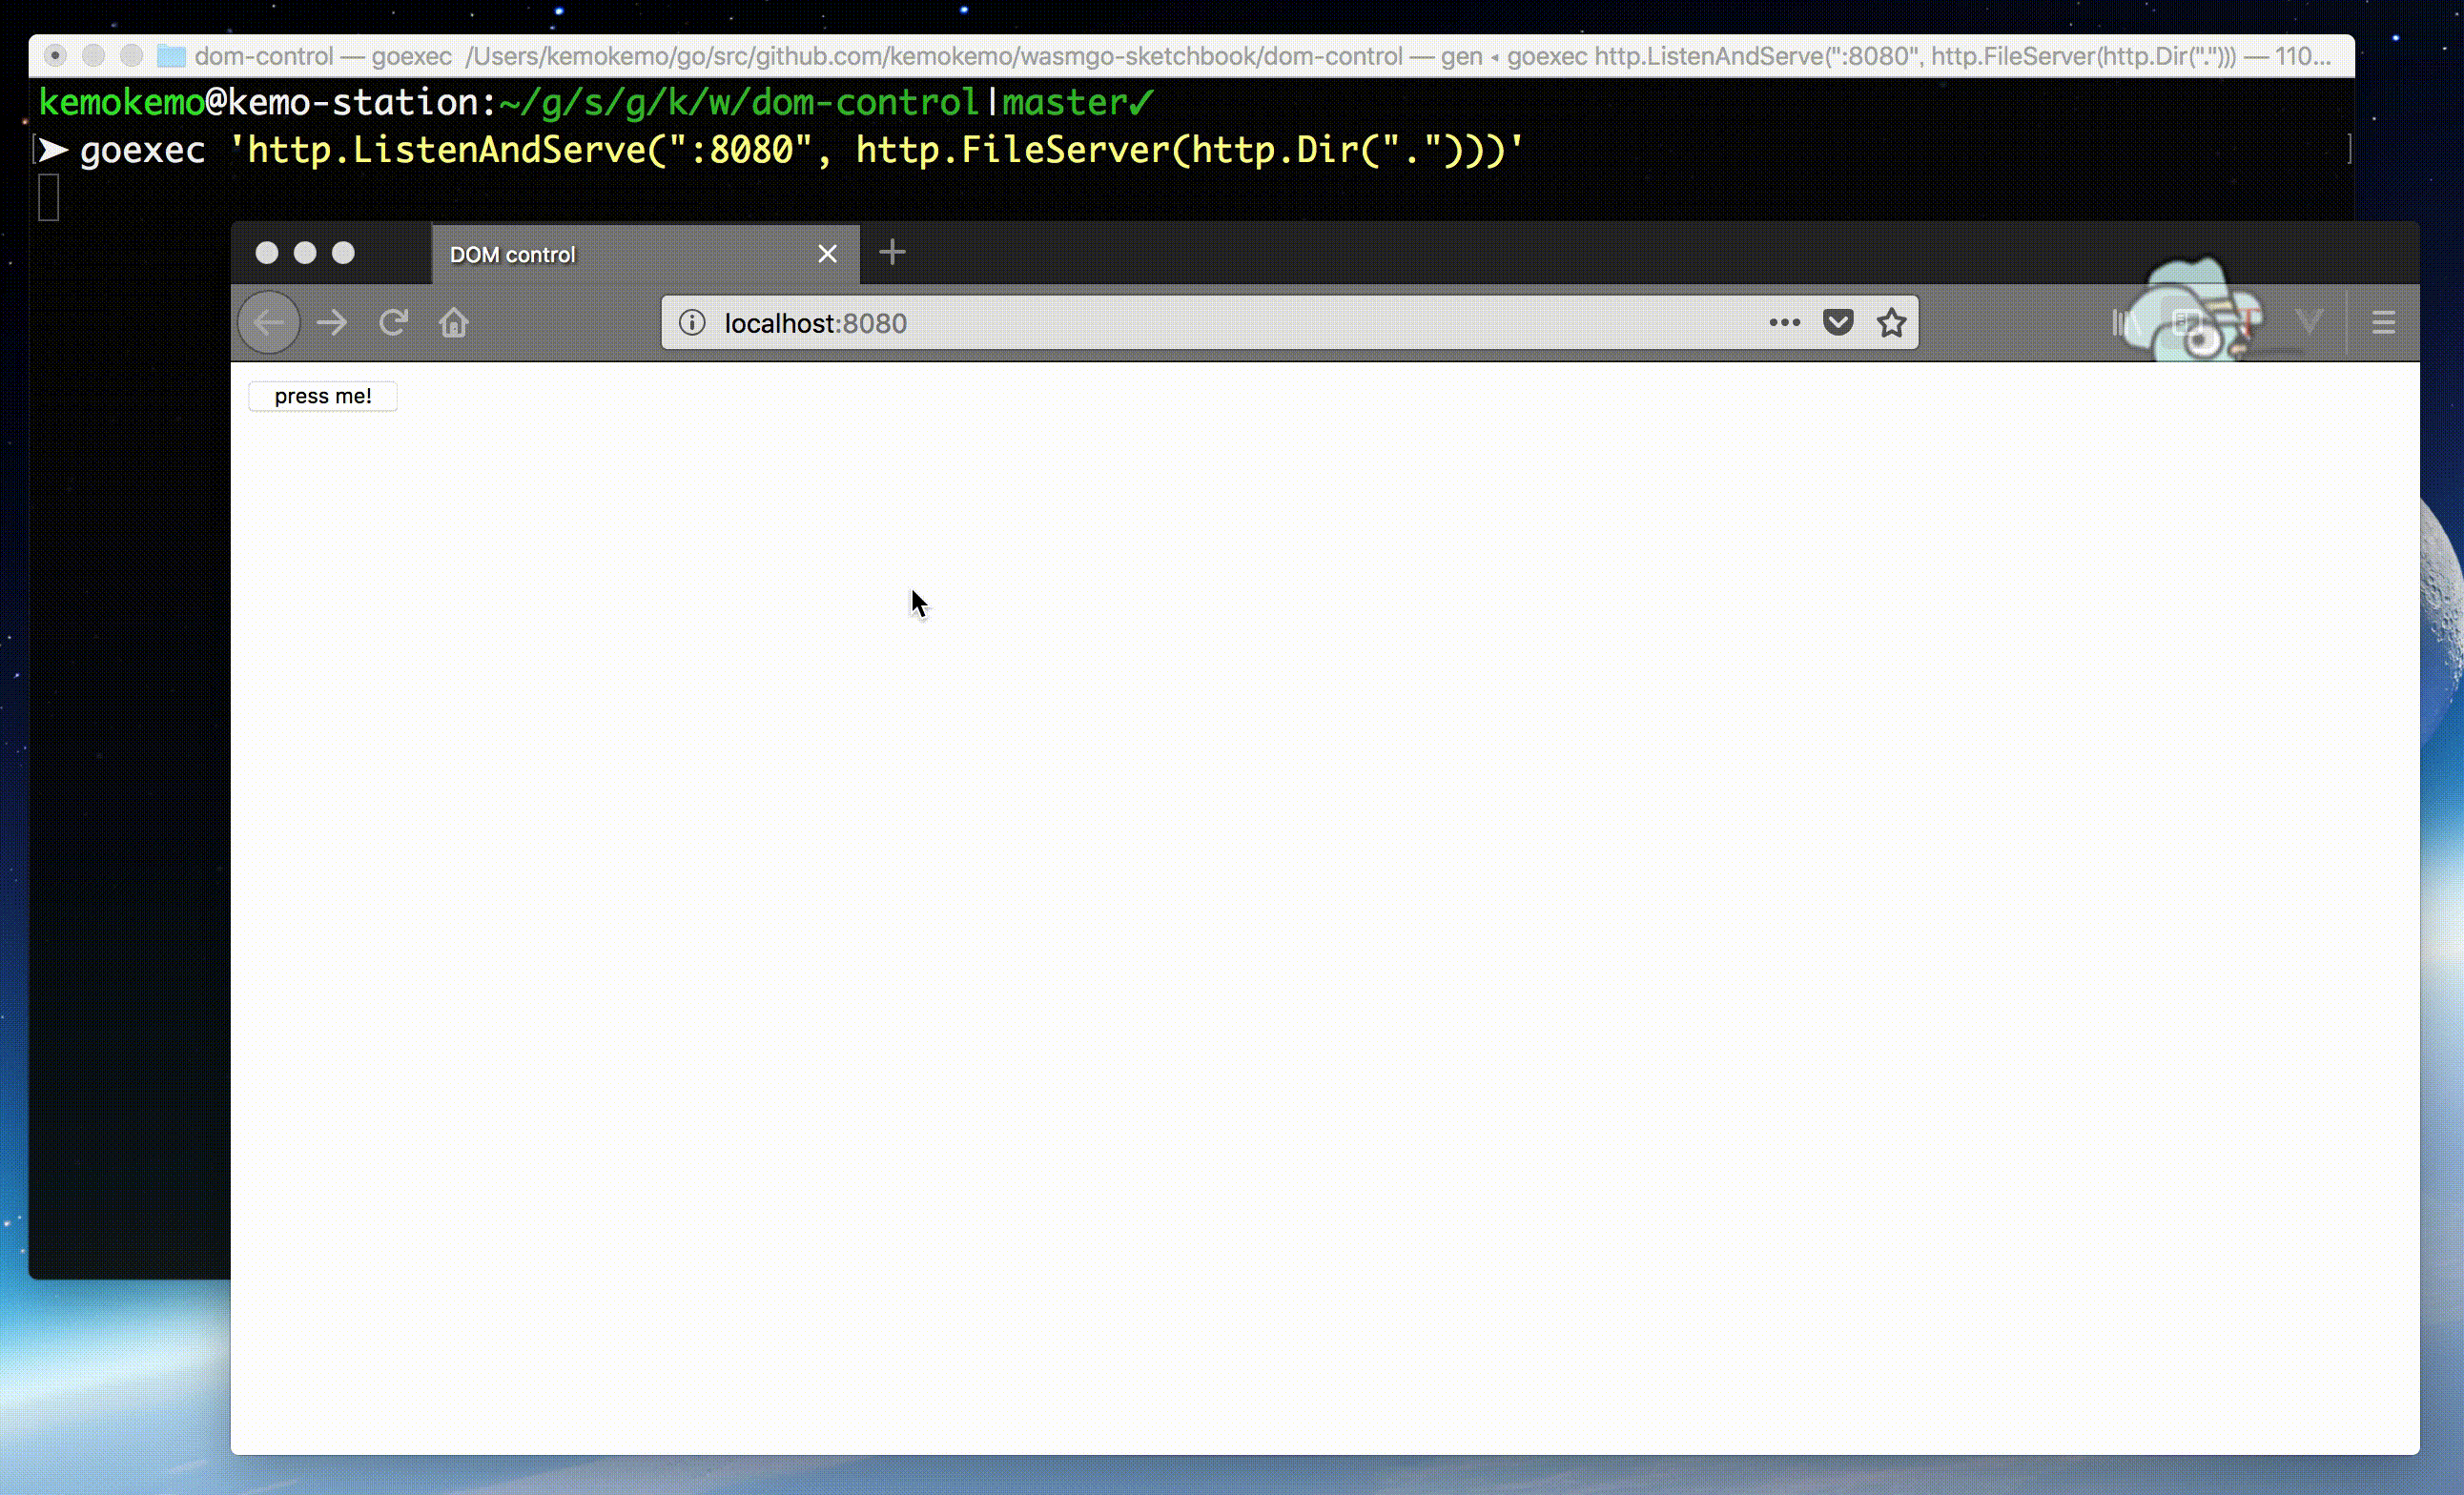 dom-control — goexec /Users/kemokemo/go/src/github.com/kemokemo/wasmgo-sketchbook/dom-control — gen ◂ goexec http.ListenAndServe(":8080", http.FileServer(http.Dir("."))) — 110...
kemokemo@kemo-station:~/g/s/g/k/w/dom-control|master✓
➤ goexec 'http.ListenAndServe(":8080", http.FileServer(http.Dir(".")))'
DOM control
localhost:8080
press me!